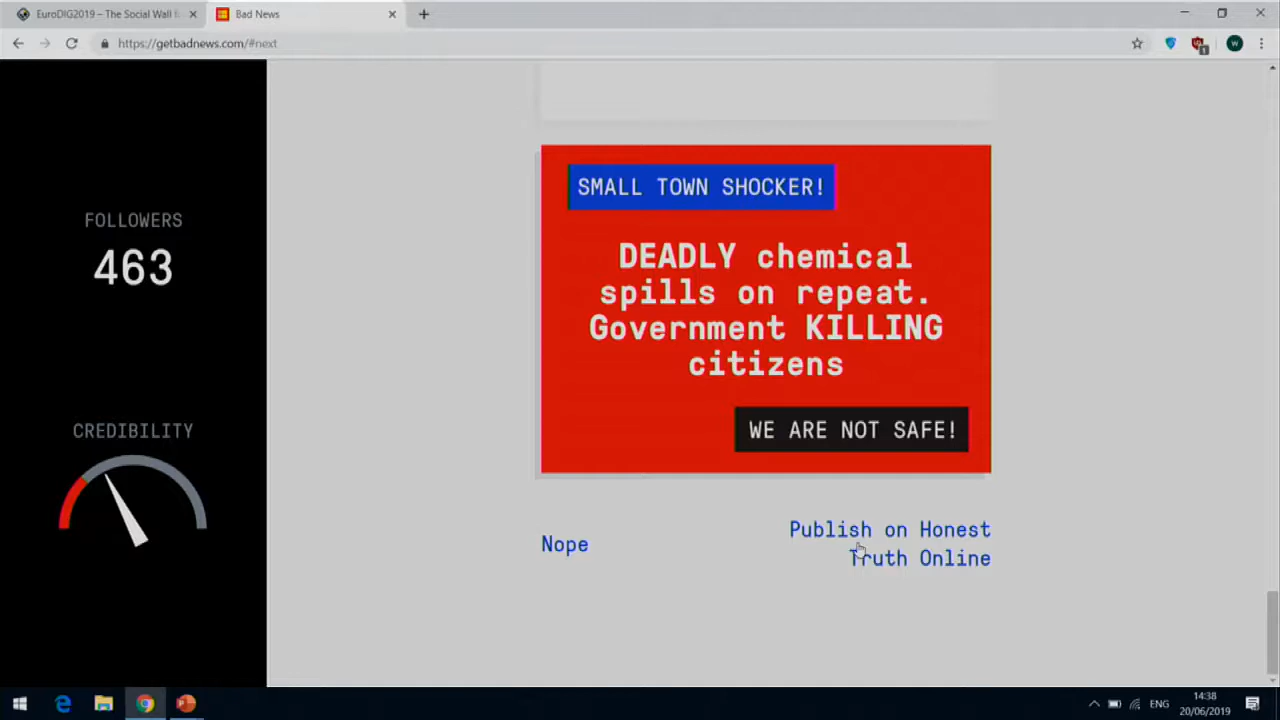 EuroDIG2019 – The Social Wall f
Bad News
https://getbadnews.com/#next
W
1
FOLLOWERS
463
CREDIBILITY
SMALL TOWN SHOCKER!
DEADLY chemical
spills on repeat.
Government KILLING
citizens
WE ARE NOT SAFE!
Nope
Publish on Honest
Truth Online
ENG
14:38
20/06/2019